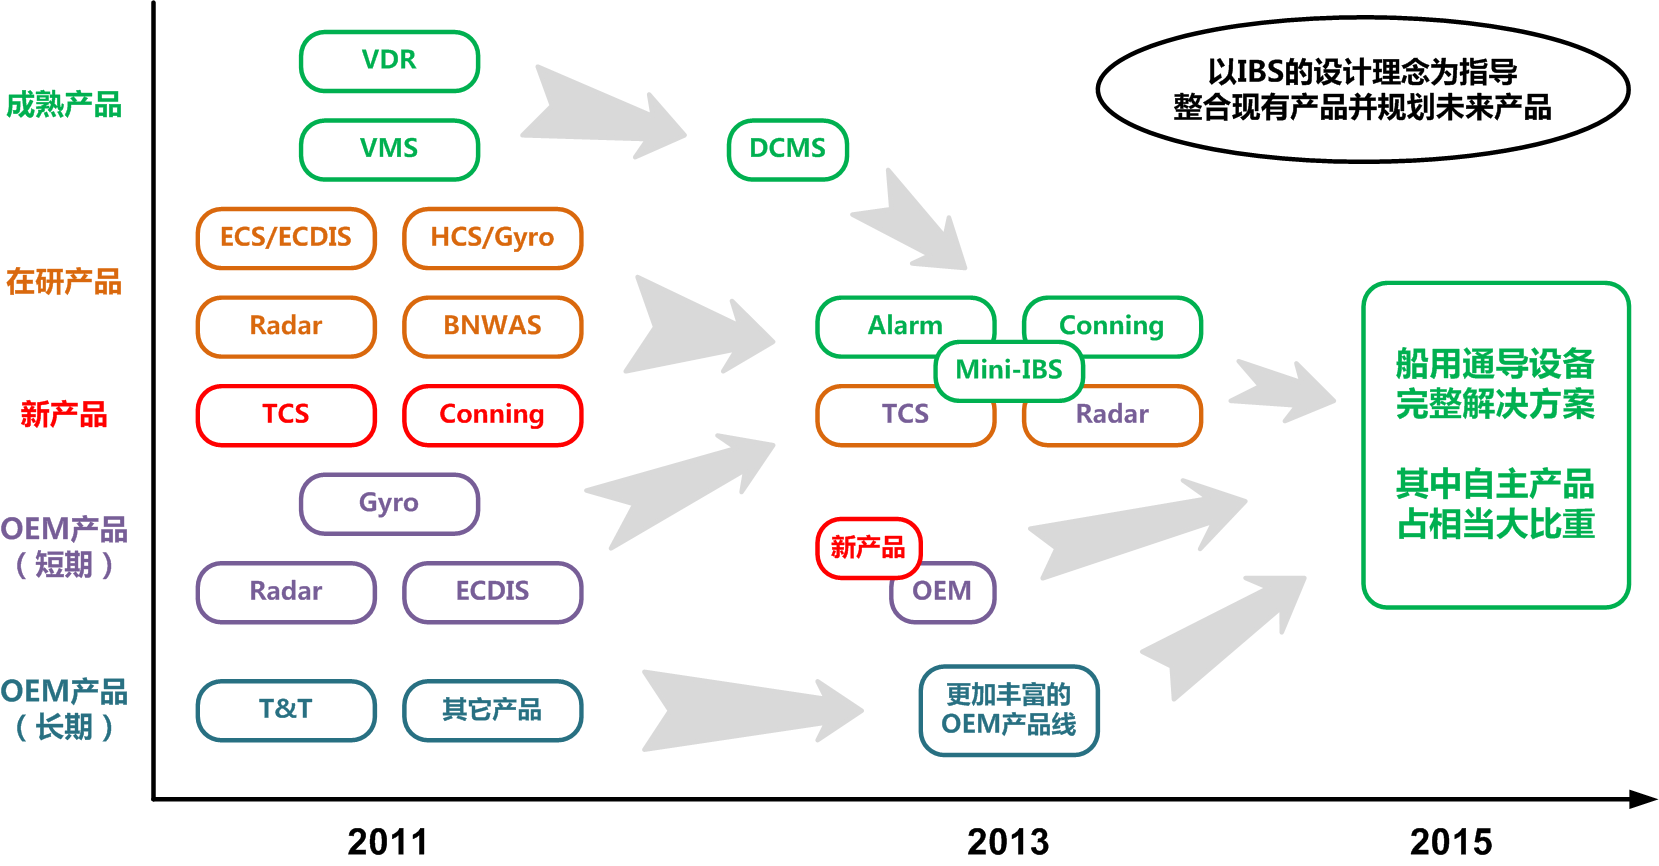 以IBS的设计理念为指导
整合现有产品并规划未来产品
成熟产品
VDR
VMS
DCMS
在研产品
ECS/ECDIS
HCS/Gyro
Radar
BNWAS
Alarm
Conning
Mini-IBS
TCS
Radar
新产品
TCS
Conning
OEM产品
（短期）
Gyro
Radar
ECDIS
新产品
OEM
OEM产品
（长期）
T&T
其它产品
更加丰富的
OEM产品线
船用通导设备
完整解决方案
其中自主产品
占相当大比重
2011
2013
2015